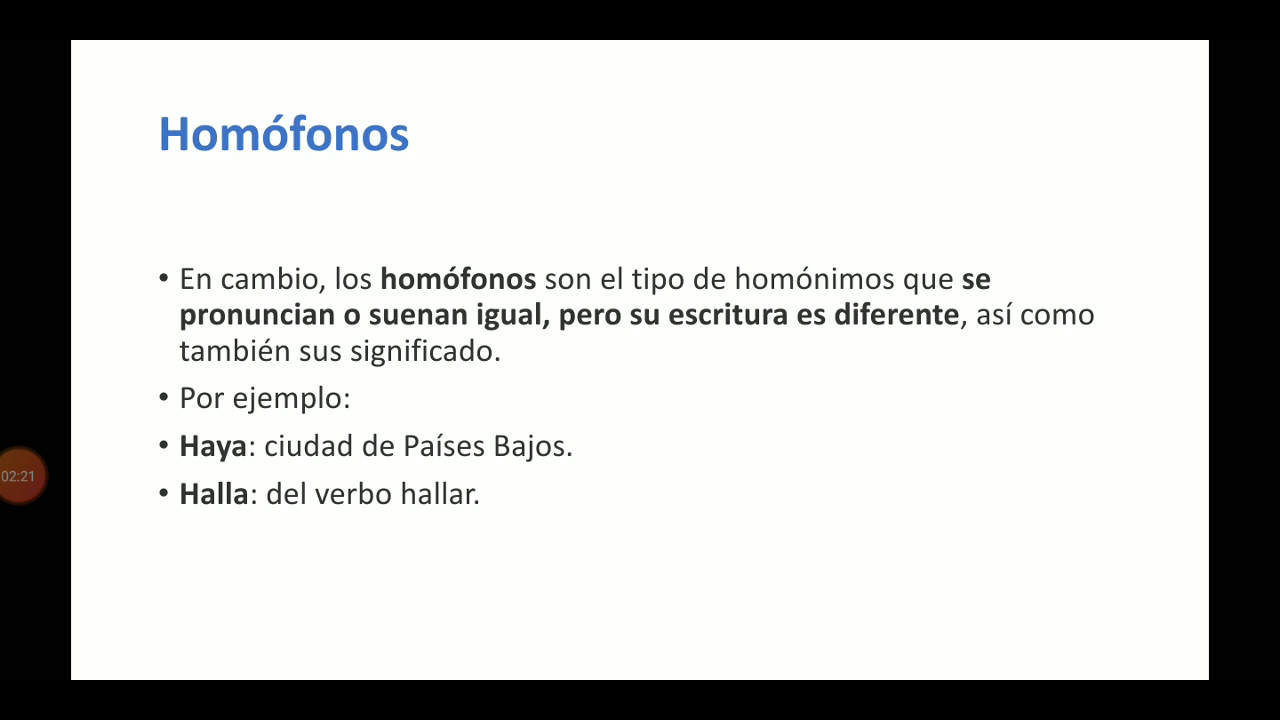 Homófonos
• En cambio, los homófonos son el tipo de homónimos que se
pronuncian o suenan igual, pero su escritura es diferente, así como
también sus significado.
• Por ejemplo:
• Haya: ciudad de Países Bajos.
• Halla: del verbo hallar.
02:21